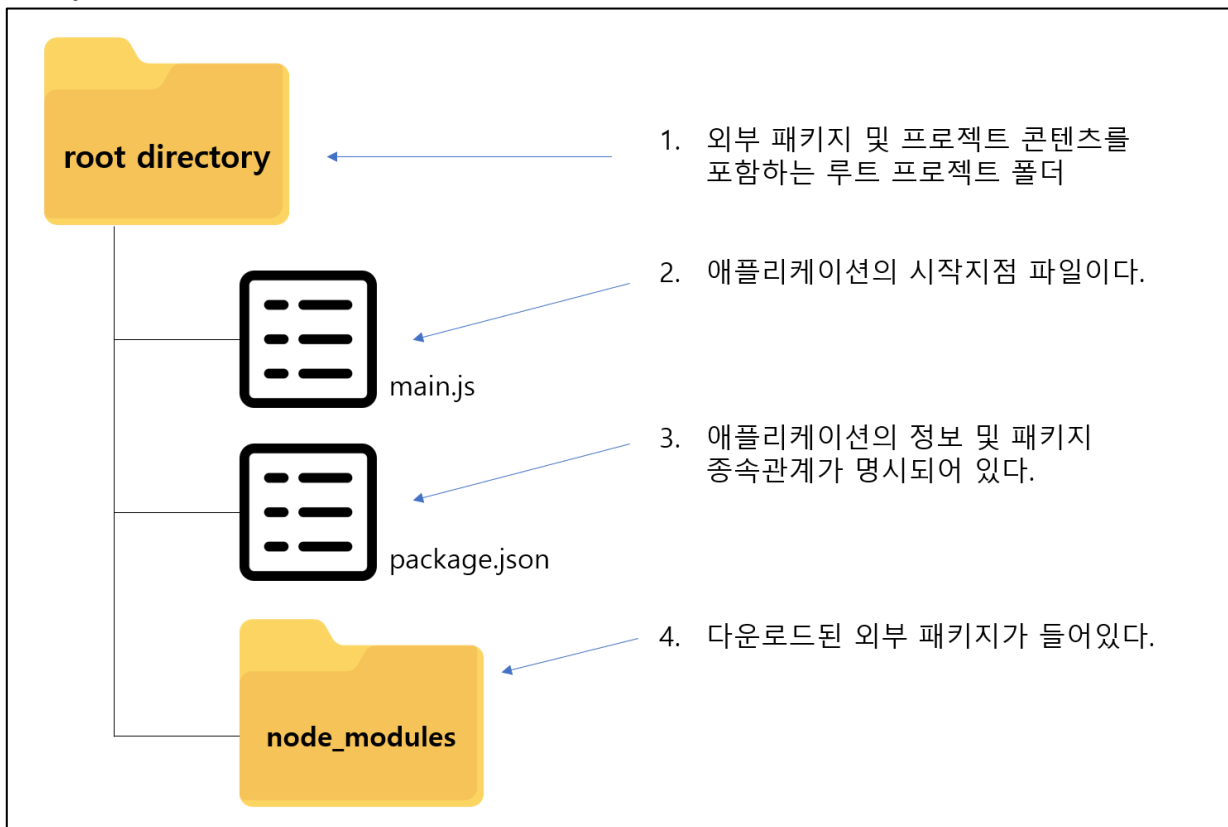 root directory
1. 외부 패키지 및 프로젝트 콘텐츠를
포함하는 루트 프로젝트 폴더
2. 애플리케이션의 시작지점 파일이다.
main.js
3. 애플리케이션의 정보 및 패키지
종속관계가 명시되어 있다.
package.json
4. 다운로드된 외부 패키지가 들어있다.
node_modules